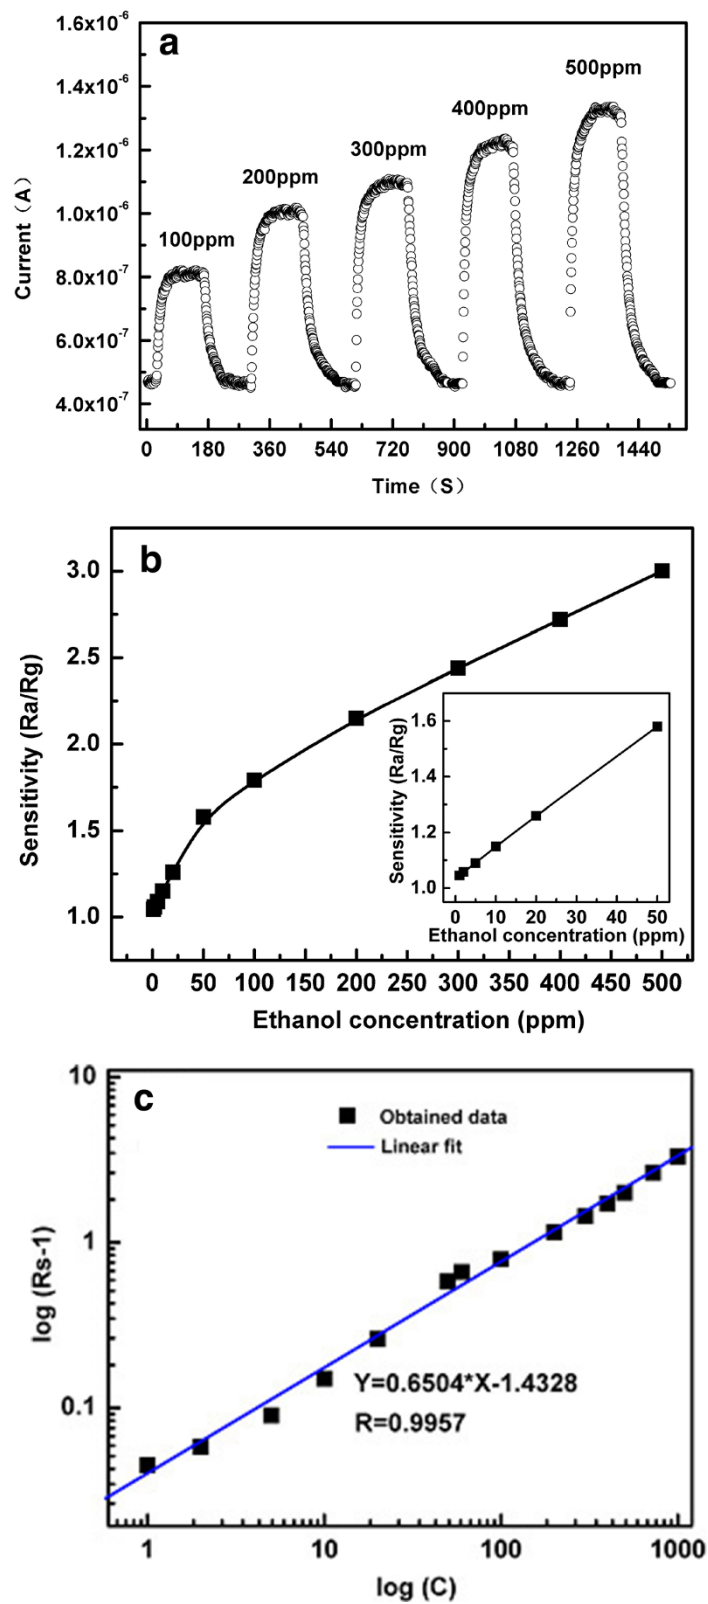 a
1.6x10⁻⁶
1.4x10⁻⁶
1.2x10⁻⁶
1.0x10⁻⁶
8.0x10⁻⁷
6.0x10⁻⁷
4.0x10⁻⁷
Current（A）
100ppm
200ppm
300ppm
400ppm
500ppm
0 180 360 540 720 900 1080 1260 1440
Time（S）
b
3.0
2.5
2.0
1.5
1.0
Sensitivity (Ra/Rg)
0 50 100 150 200 250 300 350 400 450 500
Ethanol concentration (ppm)
1.6
1.4
1.2
1.0
Sensitivity (Ra/Rg)
0 10 20 30 40 50
Ethanol concentration (ppm)
c
10
1
0.1
log (Rs-1)
Obtained data
Linear fit
Y=0.6504*X-1.4328
R=0.9957
1 10 100 1000
log (C)